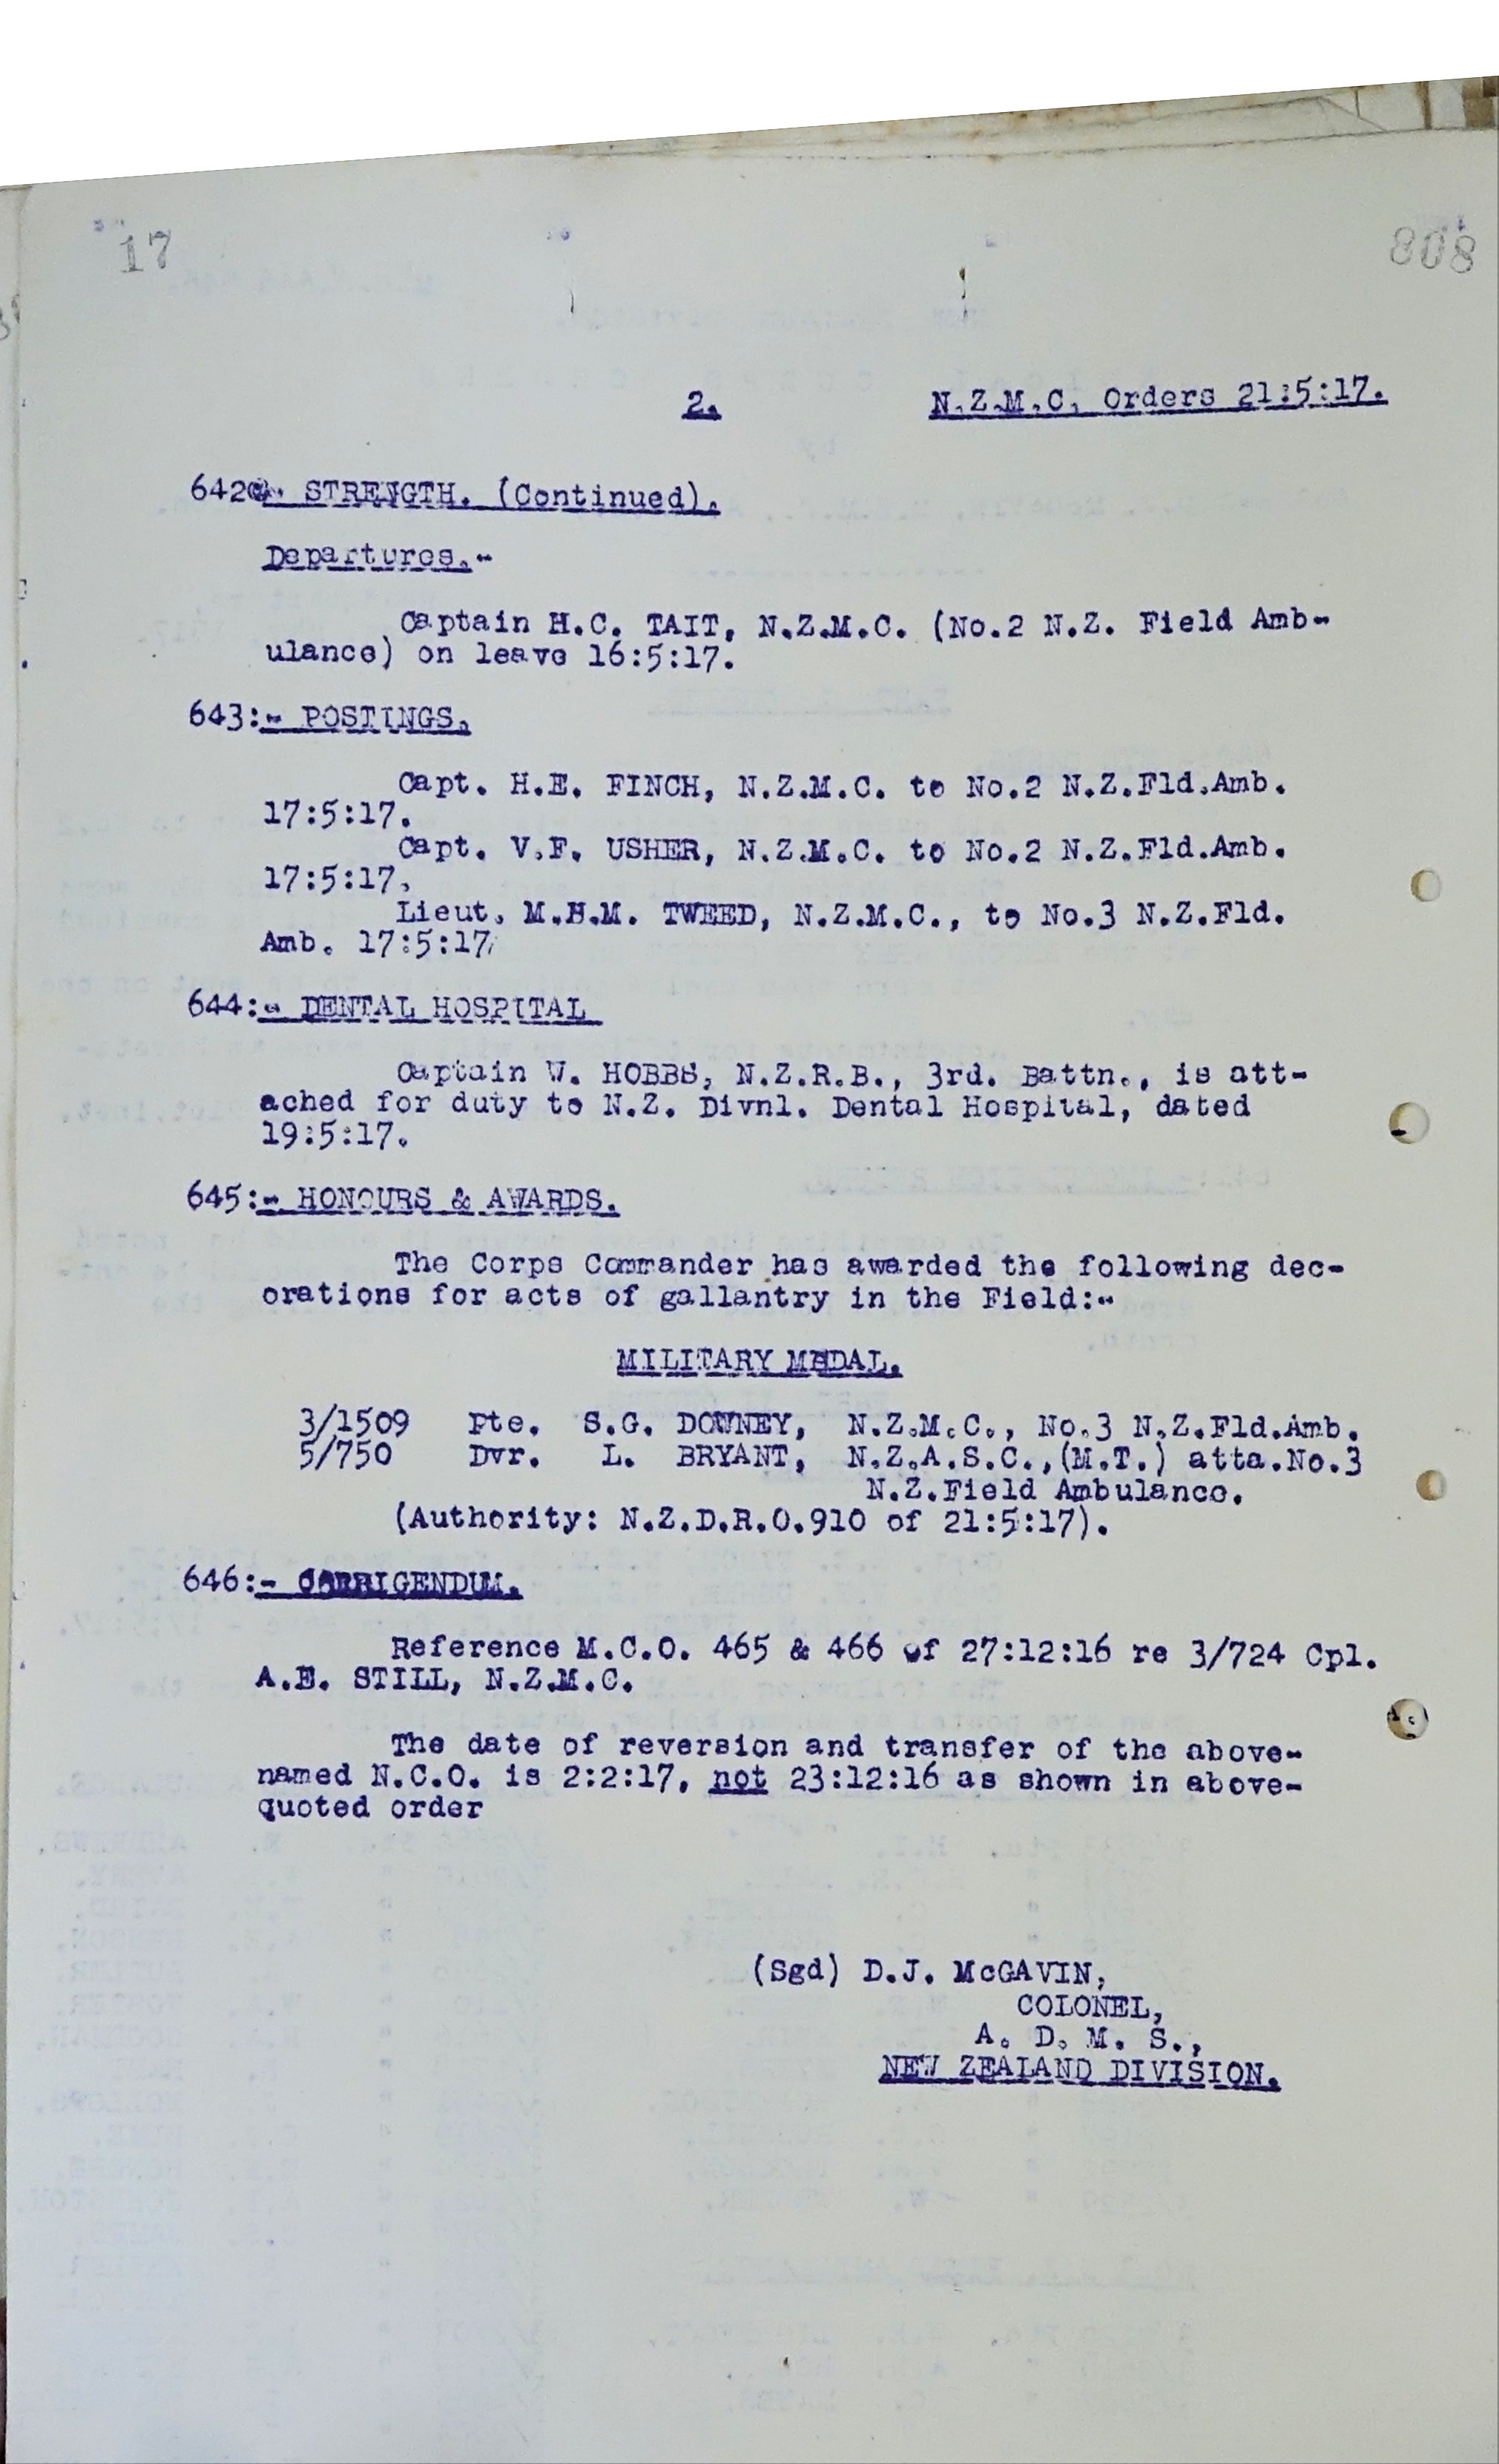 17 808
2. N.Z.M.C. Orders 21:5:17.
642:- STRENGTH. (Continued).
Departures.-
Captain H.C. TAIT, N.Z.M.C. (No.2 N.Z. Field Amb-
ulance) on leave 16:5:17.
643:- POSTINGS.
Capt. H.E. FINCH, N.Z.M.C. to No.2 N.Z.Fld.Amb.
17:5:17.
Capt. V.F. USHER, N.Z.M.C. to No.2 N.Z.Fld.Amb.
17:5:17.
Lieut. M.H.M. TWEED, N.Z.M.C., to No.3 N.Z.Fld.
Amb. 17:5:17
644:- DENTAL HOSPITAL
Captain W. HOBBS, N.Z.R.B., 3rd. Battn., is att-
ached for duty to N.Z. Divnl. Dental Hospital, dated
19:5:17.
645:- HONOURS & AWARDS.
The Corps Commander has awarded the following dec-
orations for acts of gallantry in the Field:-
MILITARY MEDAL.
3/1509 Pte. S.G. DOWNEY, N.Z.M.C., No.3 N.Z.Fld.Amb.
5/750 Dvr. L. BRYANT, N.Z.A.S.C.,(M.T.) atta.No.3
N.Z.Field Ambulance.
(Authority: N.Z.D.R.O.910 of 21:5:17).
646:- CORRIGENDUM.
Reference M.C.O. 465 & 466 of 27:12:16 re 3/724 Cpl.
A.E. STILL, N.Z.M.C.
The date of reversion and transfer of the above-
named N.C.O. is 2:2:17, not 23:12:16 as shown in above-
quoted order
(Sgd) D.J. McGAVIN,
COLONEL,
A. D. M. S.,
NEW ZEALAND DIVISION.